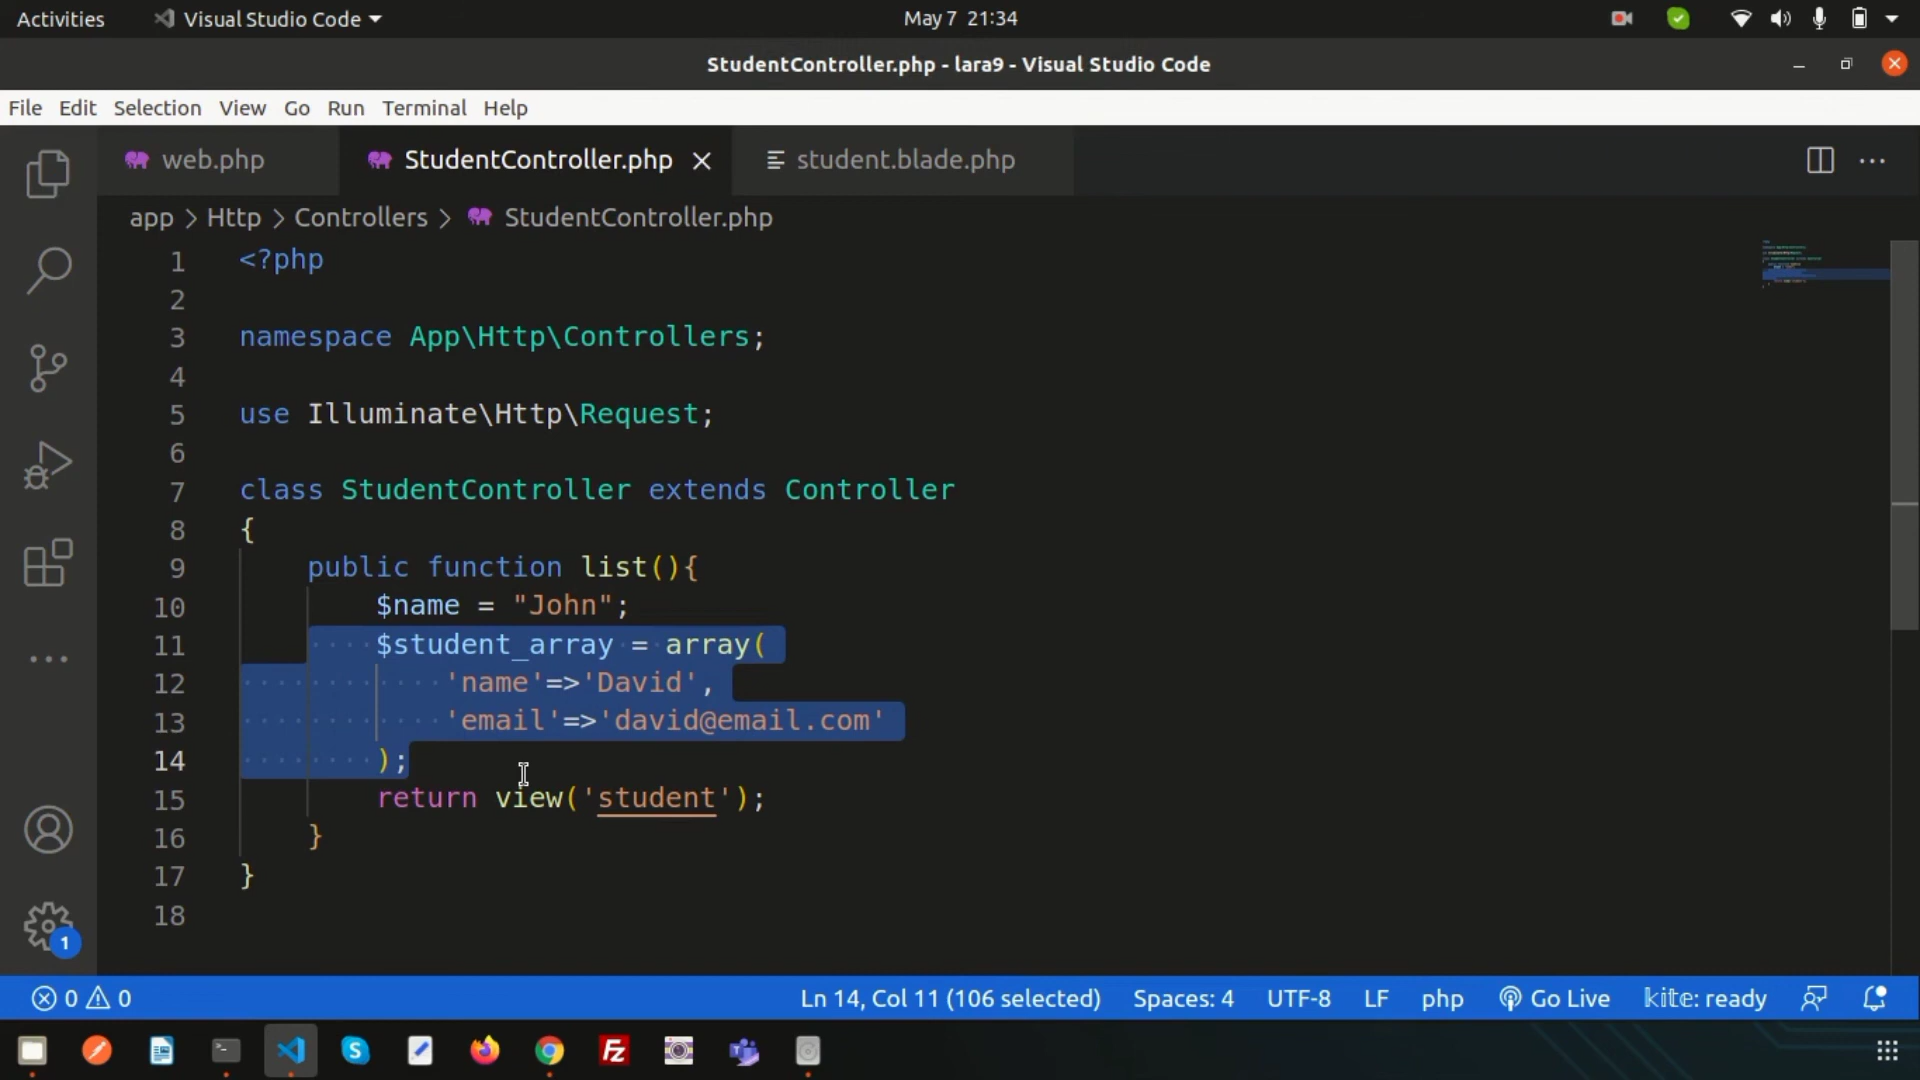 Activities Visual Studio Code May 7 21:34
StudentController.php - lara9 - Visual Studio Code
File Edit Selection View Go Run Terminal Help
web.php StudentController.php student.blade.php
app > Http > Controllers > StudentController.php
1 <?php
2
3 namespace App\Http\Controllers;
4
5 use Illuminate\Http\Request;
6
7 class StudentController extends Controller
8 {
9 public function list(){
10 $name = "John";
11 $student_array = array(
12 'name'=>'David',
13 'email'=>'david@email.com'
14 );
15 return view('student');
16 }
17 }
18
1
0 0 Ln 14, Col 11 (106 selected) Spaces: 4 UTF-8 LF php Go Live kite: ready